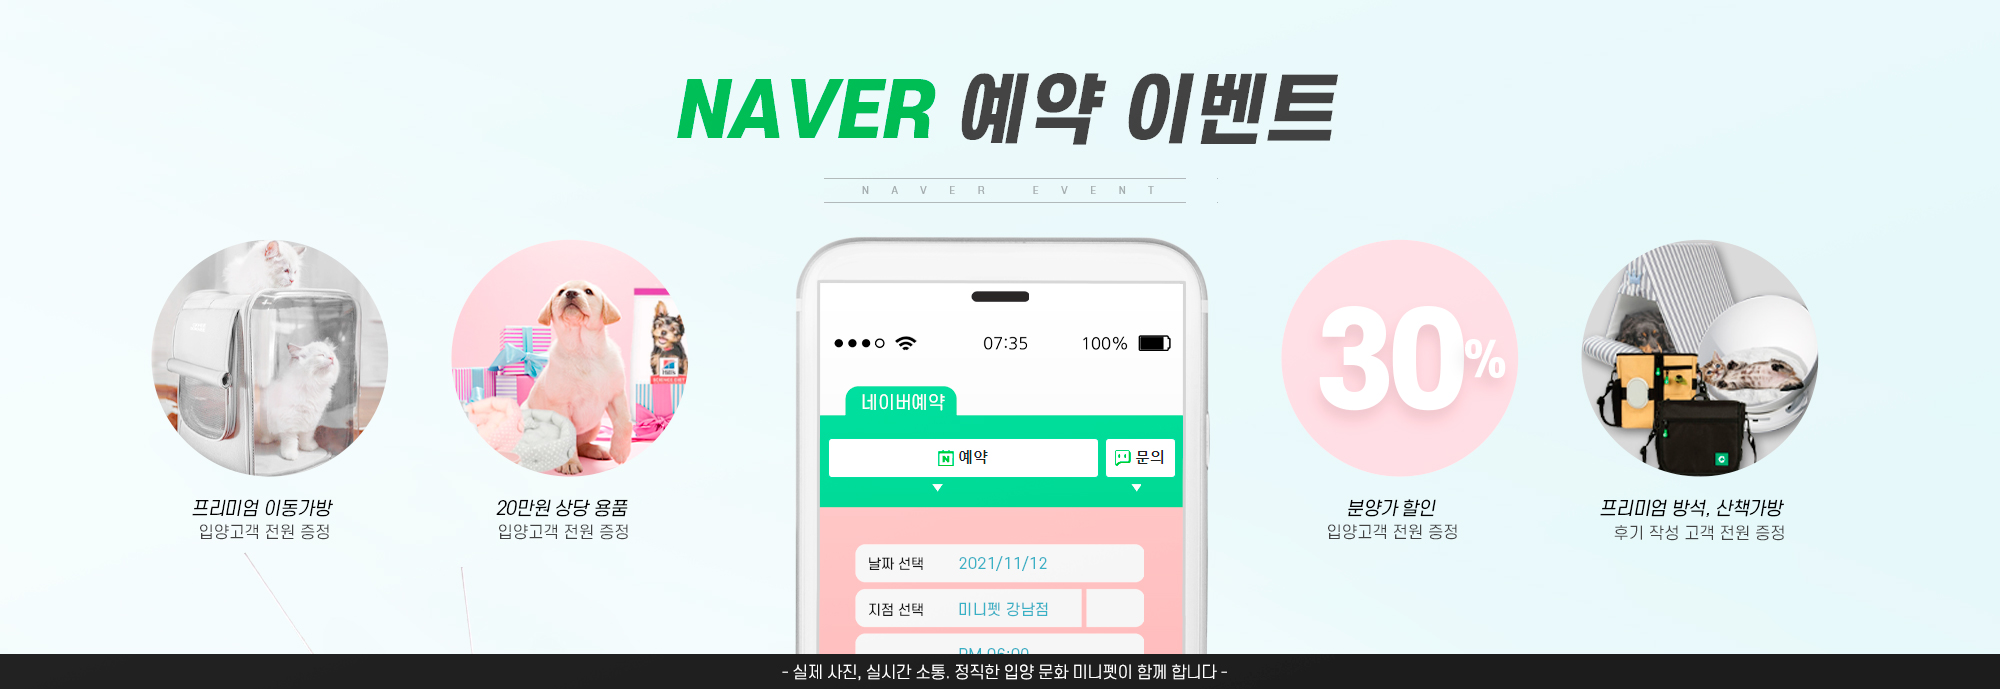 NAVER 예약 이벤트
NAVER EVENT
07:35
100%
네이버예약
예약
문의
30%
프리미엄 이동가방
입양고객 전원 증정
20만원 상당 용품
입양고객 전원 증정
분양가 할인
입양고객 전원 증정
프리미엄 방석, 산책가방
후기 작성 고객 전원 증정
날짜 선택 2021/11/12
지점 선택 미니펫 강남점
PM 06:00
- 실제 사진, 실시간 소통. 정직한 입양 문화 미니펫이 함께 합니다 -